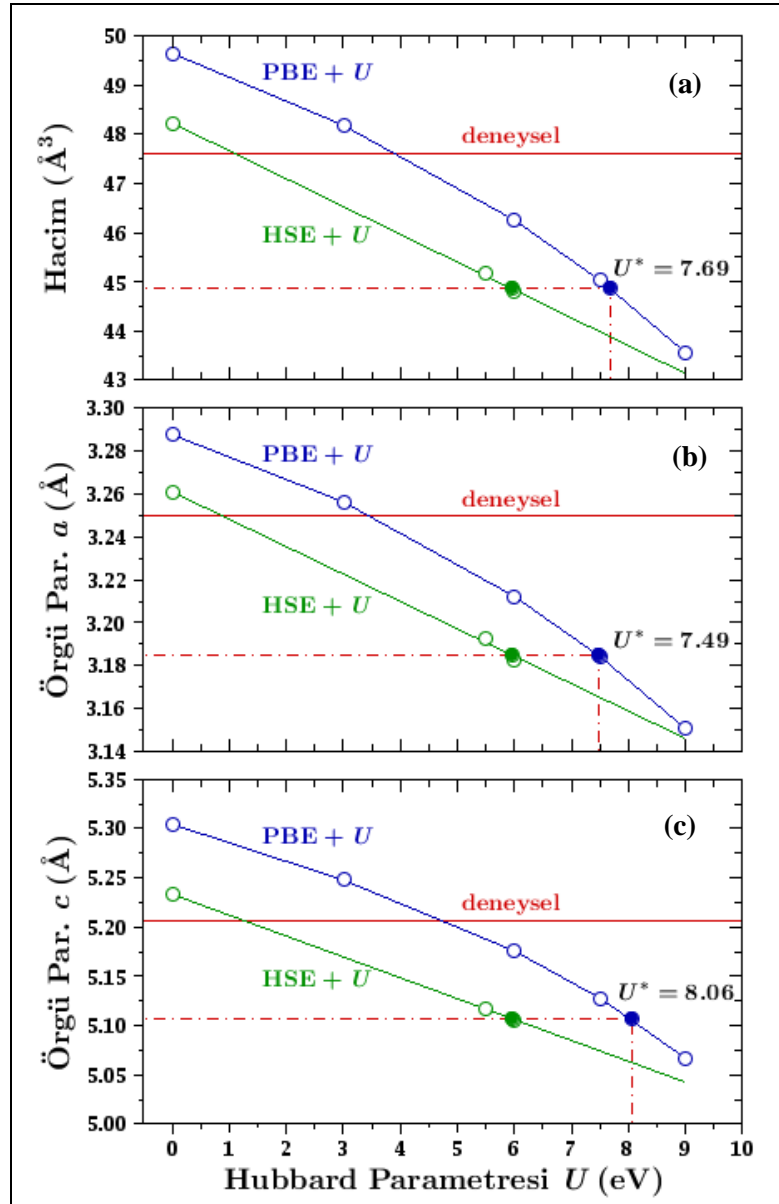 50
49
48
47
46
45
44
43
Hacim (Å³)
PBE + U
(a)
deneysel
HSE + U
U* = 7.69
3.30
3.28
3.26
3.24
3.22
3.20
3.18
3.16
3.14
Örgü Par. a (Å)
PBE + U
(b)
deneysel
HSE + U
U* = 7.49
5.35
5.30
5.25
5.20
5.15
5.10
5.05
5.00
Örgü Par. c (Å)
PBE + U
(c)
deneysel
HSE + U
U* = 8.06
0 1 2 3 4 5 6 7 8 9 10
Hubbard Parametresi U (eV)